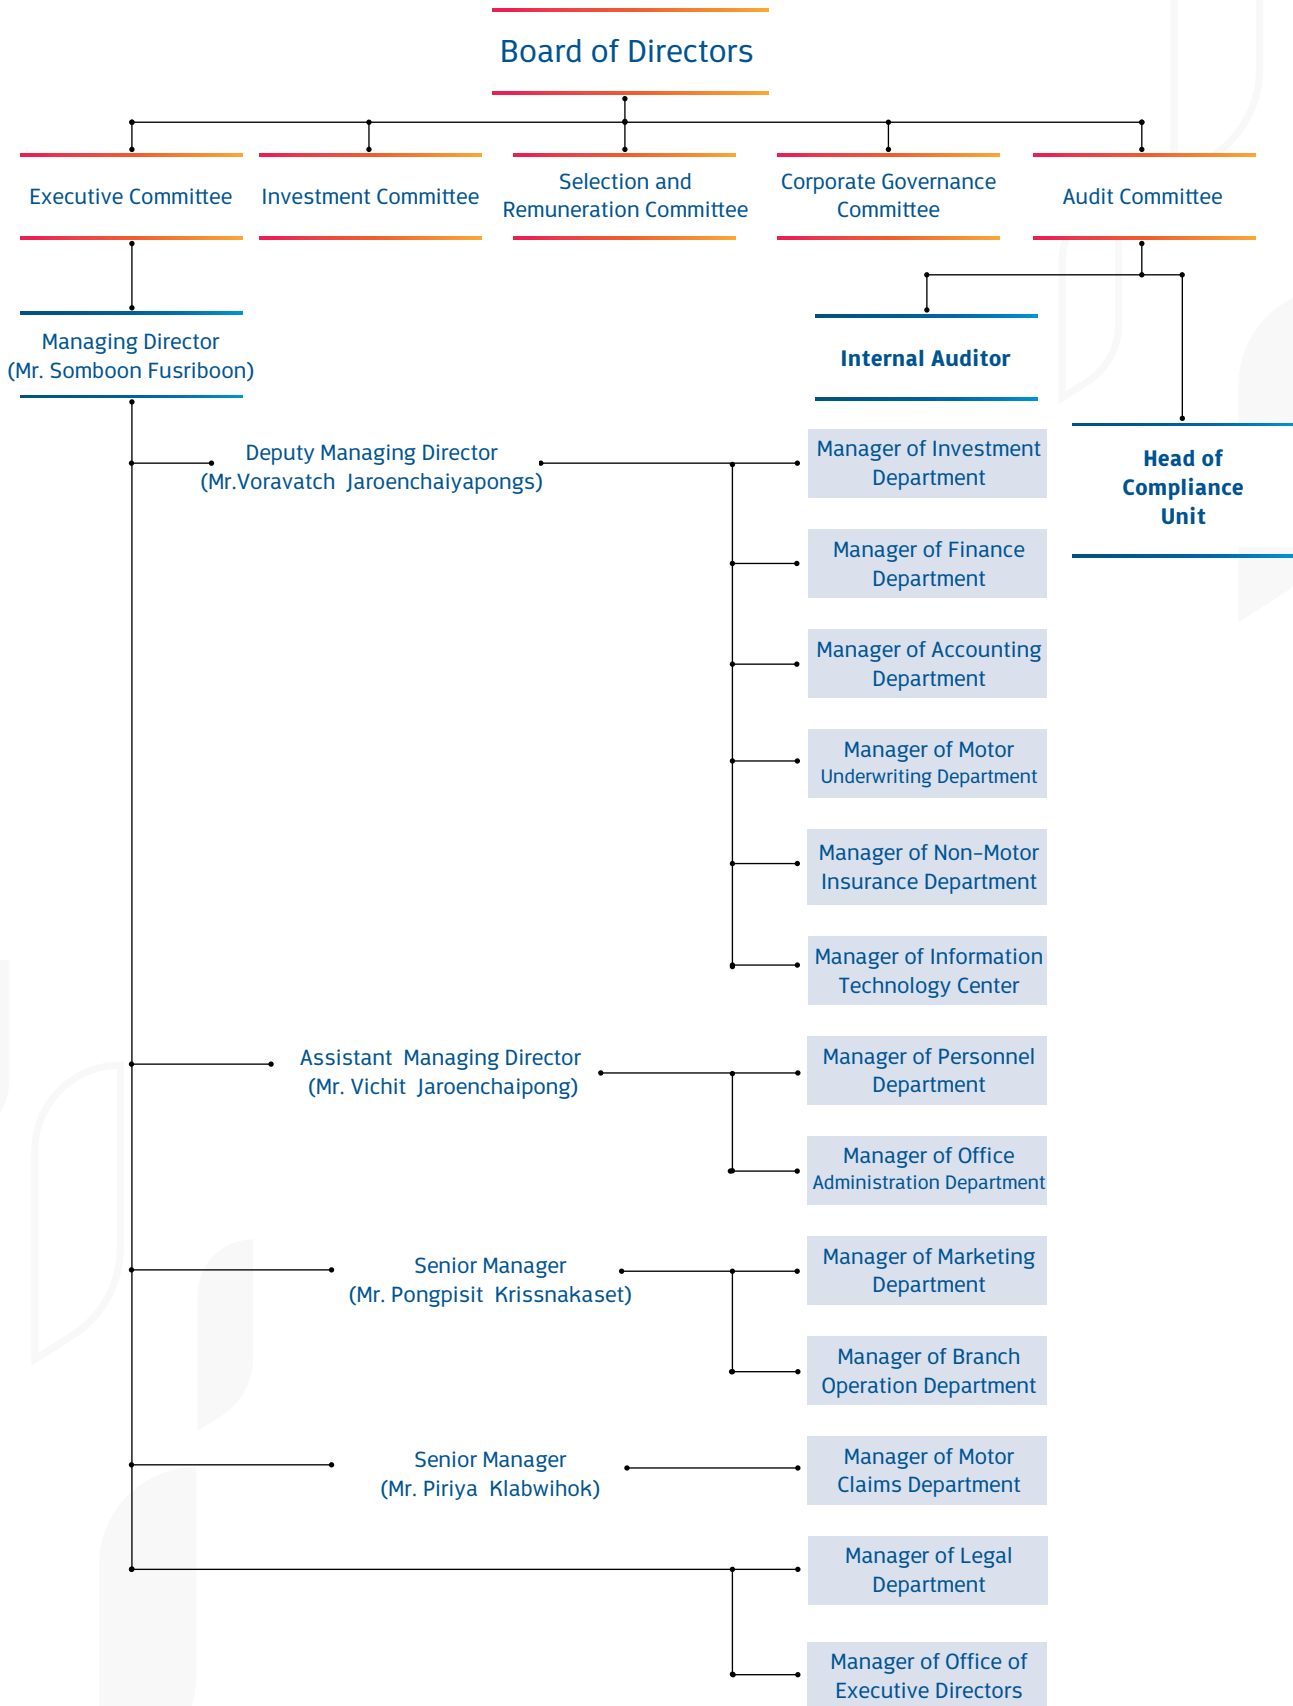 Board of Directors
Executive Committee
Investment Committee
Selection and
Remuneration Committee
Corporate Governance
Committee
Audit Committee
Managing Director
(Mr. Somboon Fusriboon)
Internal Auditor
Head of
Compliance
Unit
Deputy Managing Director
(Mr.Voravatch Jaroenchaiyapongs)
Manager of Investment
Department
Manager of Finance
Department
Manager of Accounting
Department
Manager of Motor
Underwriting Department
Manager of Non-Motor
Insurance Department
Manager of Information
Technology Center
Assistant Managing Director
(Mr. Vichit Jaroenchaipong)
Manager of Personnel
Department
Manager of Office
Administration Department
Senior Manager
(Mr. Pongpisit Krissnakaset)
Manager of Marketing
Department
Manager of Branch
Operation Department
Senior Manager
(Mr. Piriya Klabwihok)
Manager of Motor
Claims Department
Manager of Legal
Department
Manager of Office of
Executive Directors